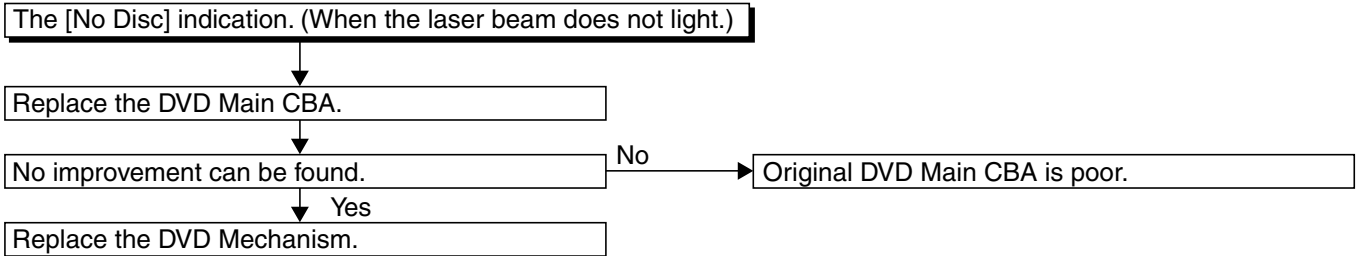 The [No Disc] indication. (When the laser beam does not light.)
Replace the DVD Main CBA.
No improvement can be found.
No
Original DVD Main CBA is poor.
Yes
Replace the DVD Mechanism.